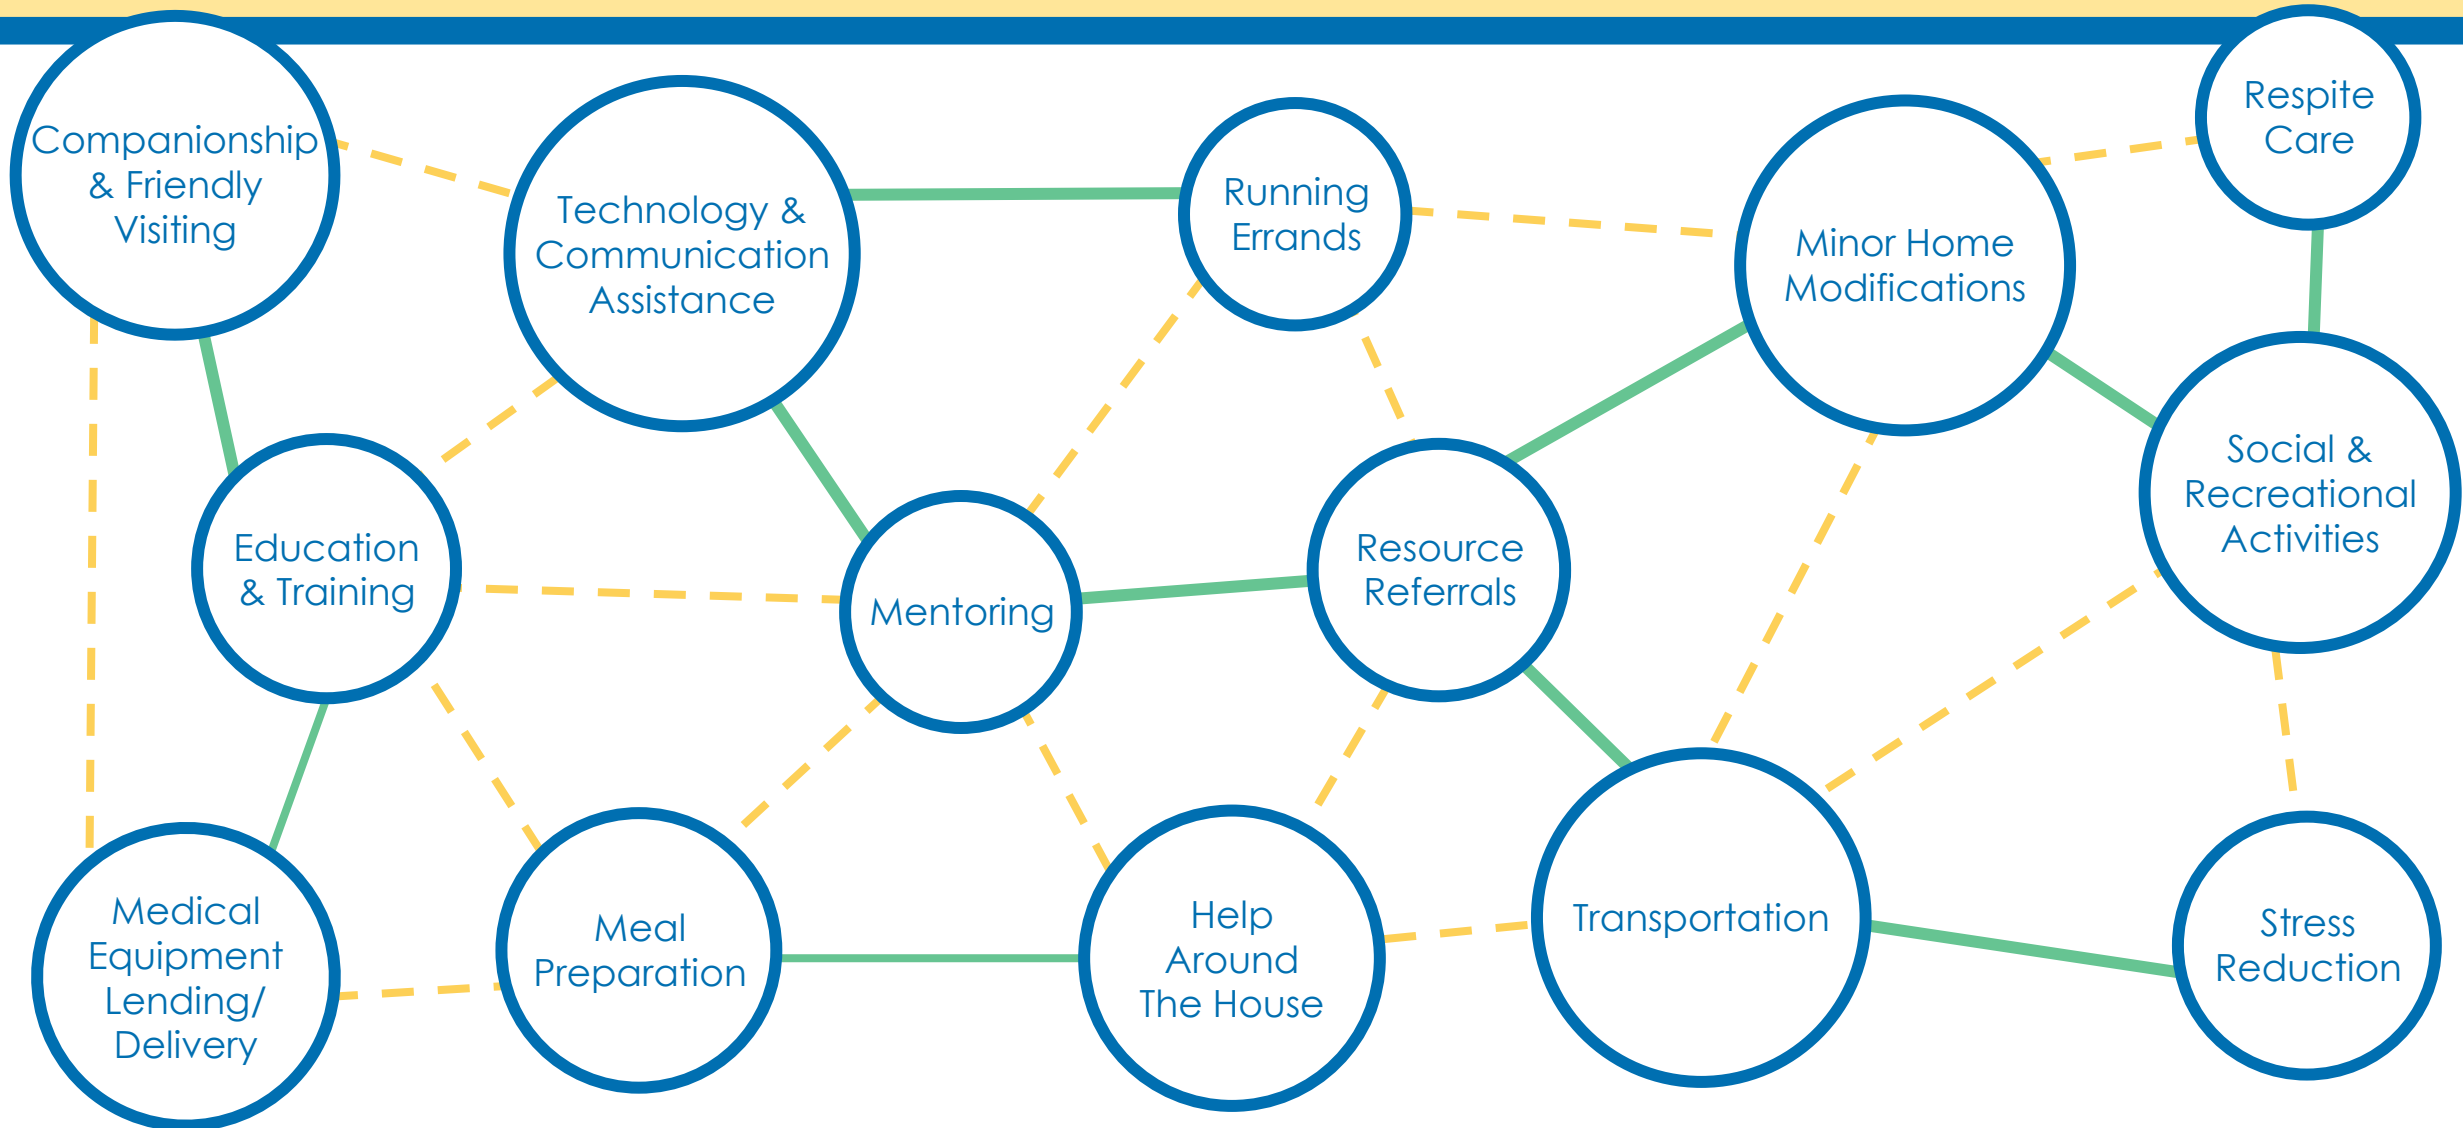 Companionship
& Friendly
Visiting
Technology &
Communication
Assistance
Running
Errands
Minor Home
Modifications
Respite
Care
Education
& Training
Mentoring
Resource
Referrals
Social &
Recreational
Activities
Medical
Equipment
Lending/
Delivery
Meal
Preparation
Help
Around
The House
Transportation
Stress
Reduction